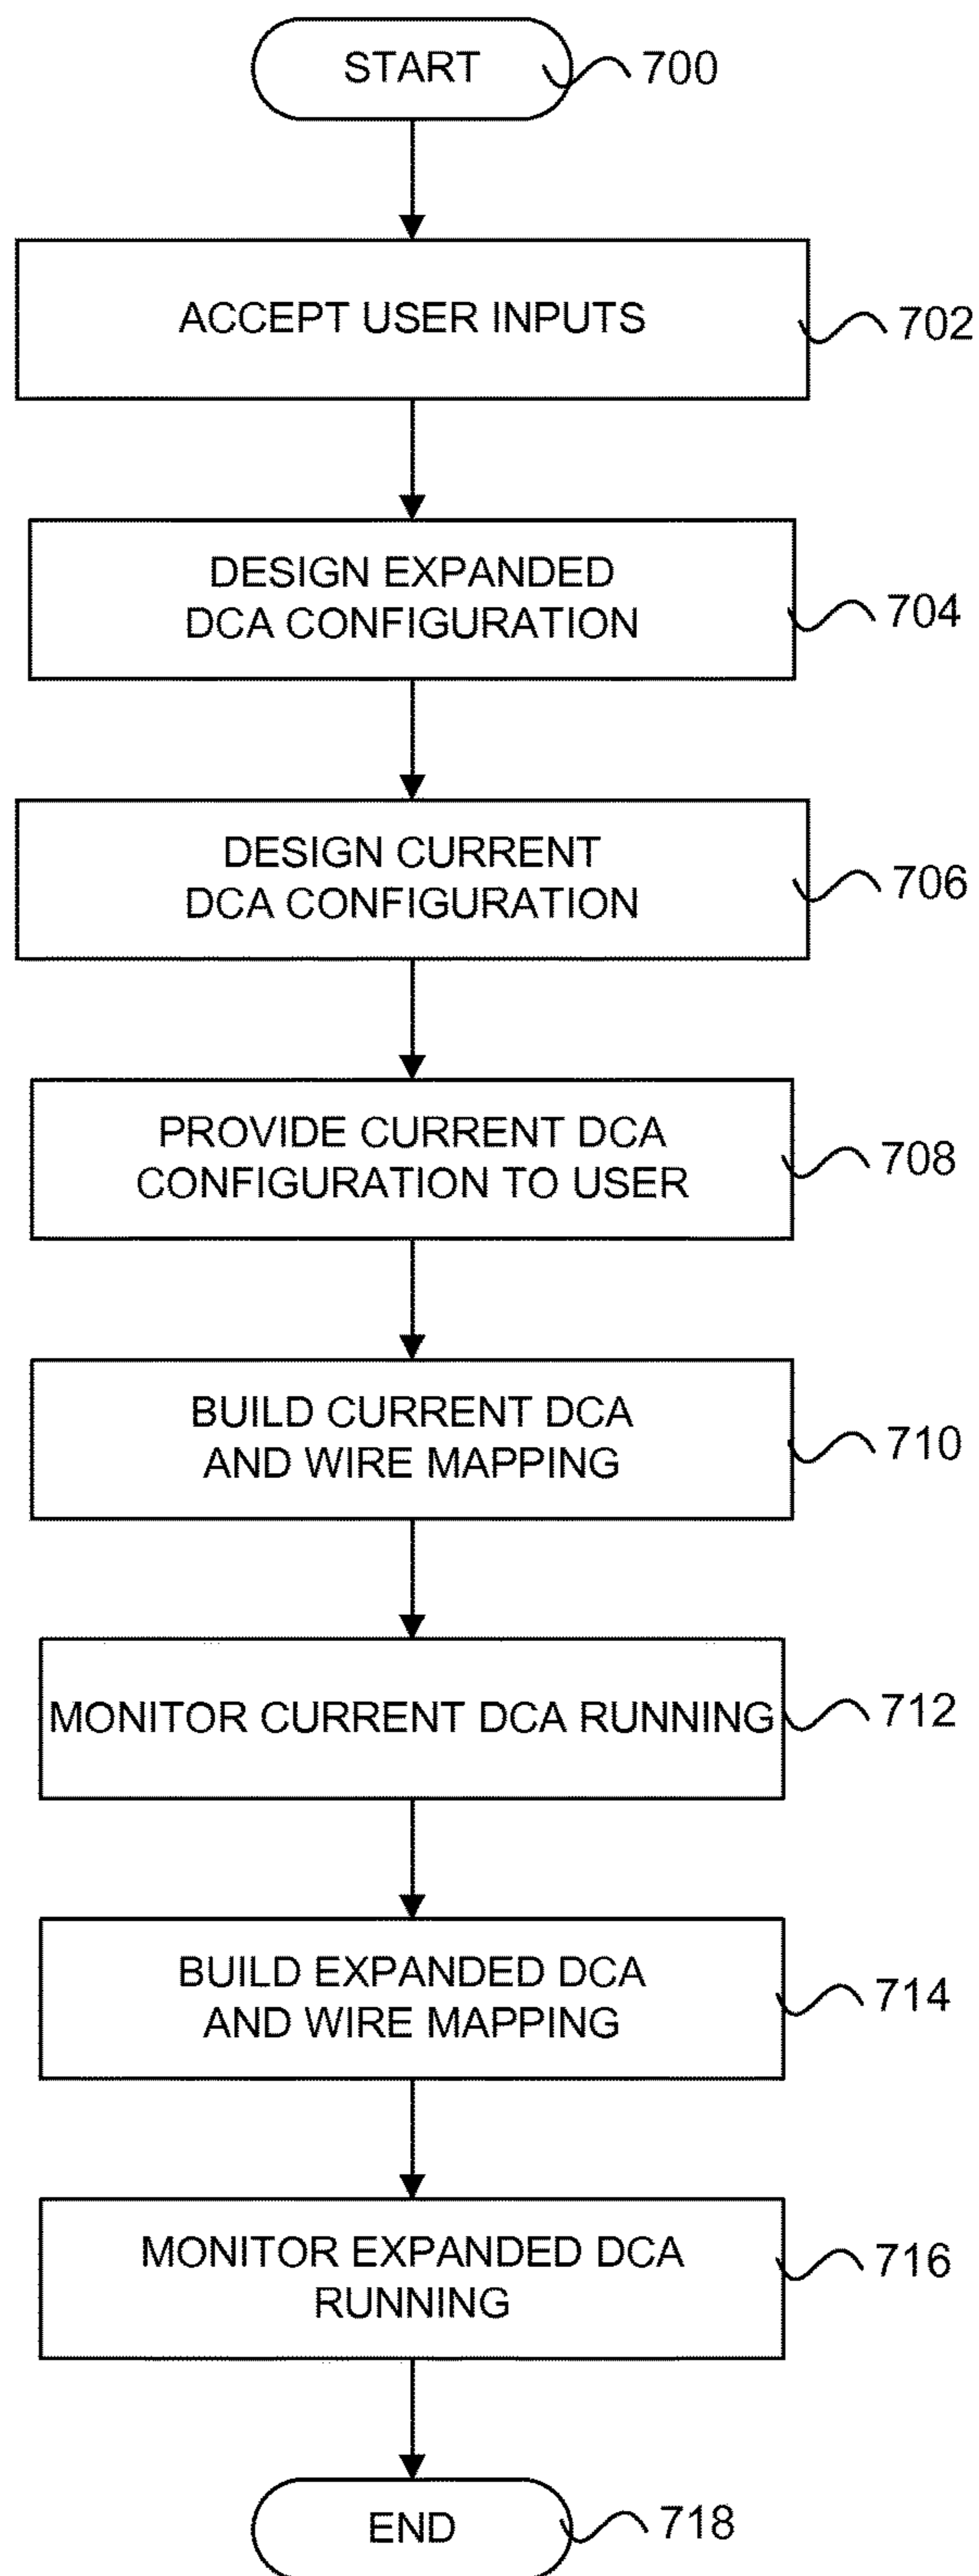 START
700
ACCEPT USER INPUTS
702
DESIGN EXPANDED
DCA CONFIGURATION
704
DESIGN CURRENT
DCA CONFIGURATION
706
PROVIDE CURRENT DCA
CONFIGURATION TO USER
708
BUILD CURRENT DCA
AND WIRE MAPPING
710
MONITOR CURRENT DCA RUNNING
712
BUILD EXPANDED DCA
AND WIRE MAPPING
714
MONITOR EXPANDED DCA
RUNNING
716
END
718